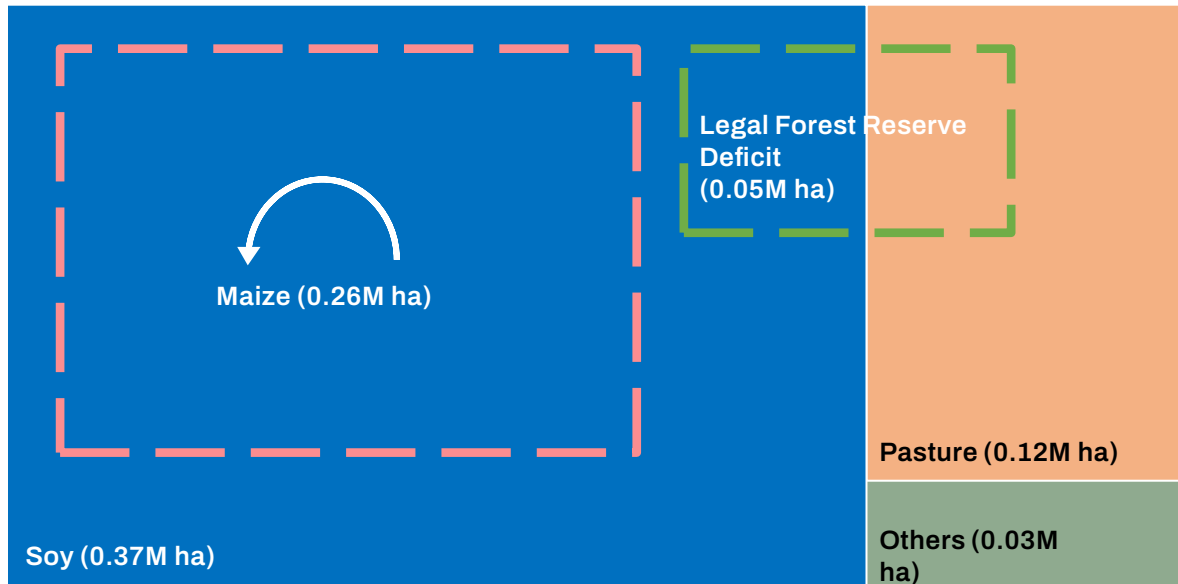 Legal Forest Reserve
Deficit
(0.05M ha)
Maize (0.26M ha)
Pasture (0.12M ha)
Soy (0.37M ha)
Others (0.03M
ha)